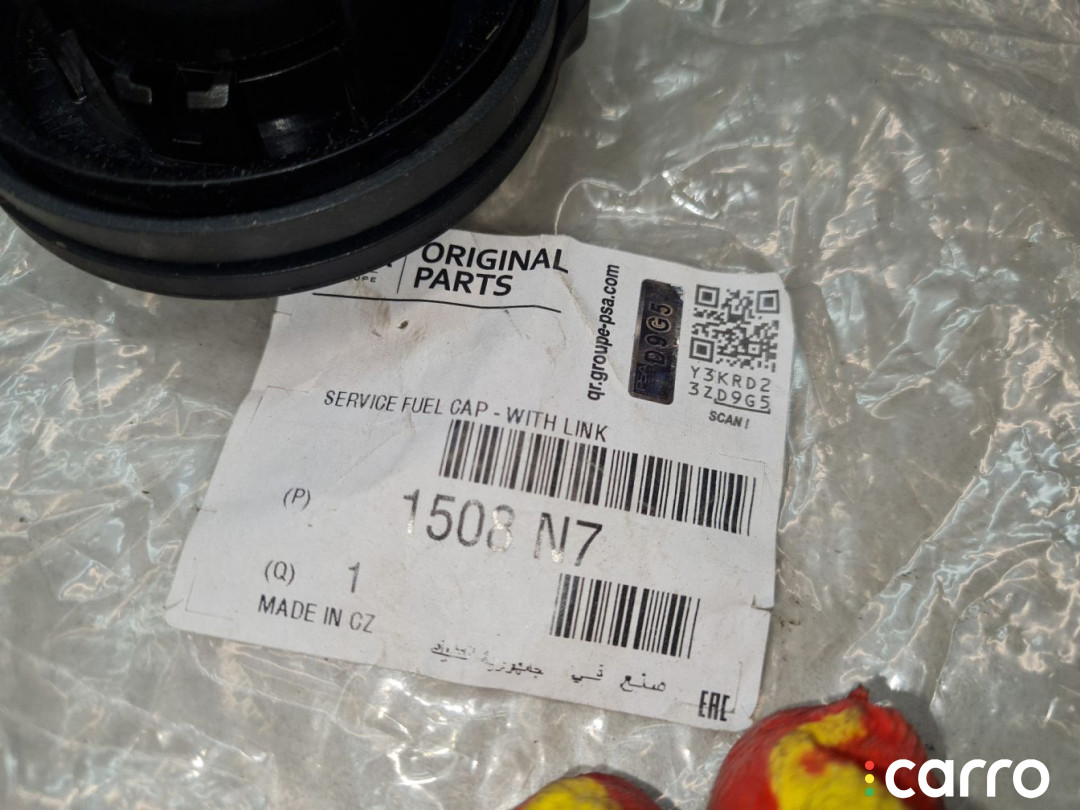 ORIGINAL
PARTS
qr.groupe-psa.com
D9G5
Y3KRD2
3ZD9G5
SCAN!
SERVICE FUEL CAP - WITH LINK
(P)
1508 N7
(Q) 1
MADE IN CZ
صنع في جمهورية
EAC
carro